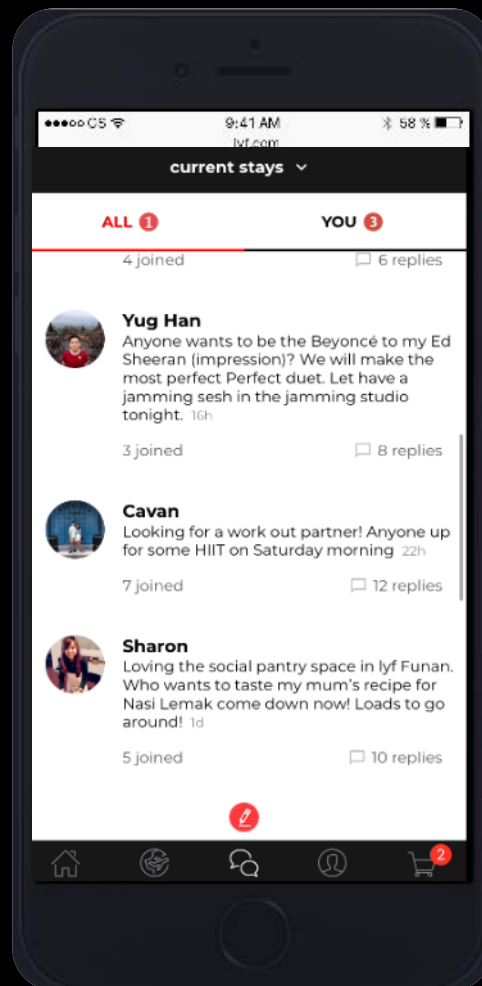 GS 9:41 AM 58 %
lyf.com
current stays
ALL 1 YOU 3
4 joined 6 replies
Yug Han
Anyone wants to be the Beyoncé to my Ed
Sheeran (impression)? We will make the
most perfect Perfect duet. Let have a
jamming sesh in the jamming studio
tonight. 16h
3 joined 8 replies
Cavan
Looking for a work out partner! Anyone up
for some HIIT on Saturday morning 22h
7 joined 12 replies
Sharon
Loving the social pantry space in lyf Funan.
Who wants to taste my mum's recipe for
Nasi Lemak come down now! Loads to go
around! 1d
5 joined 10 replies
2